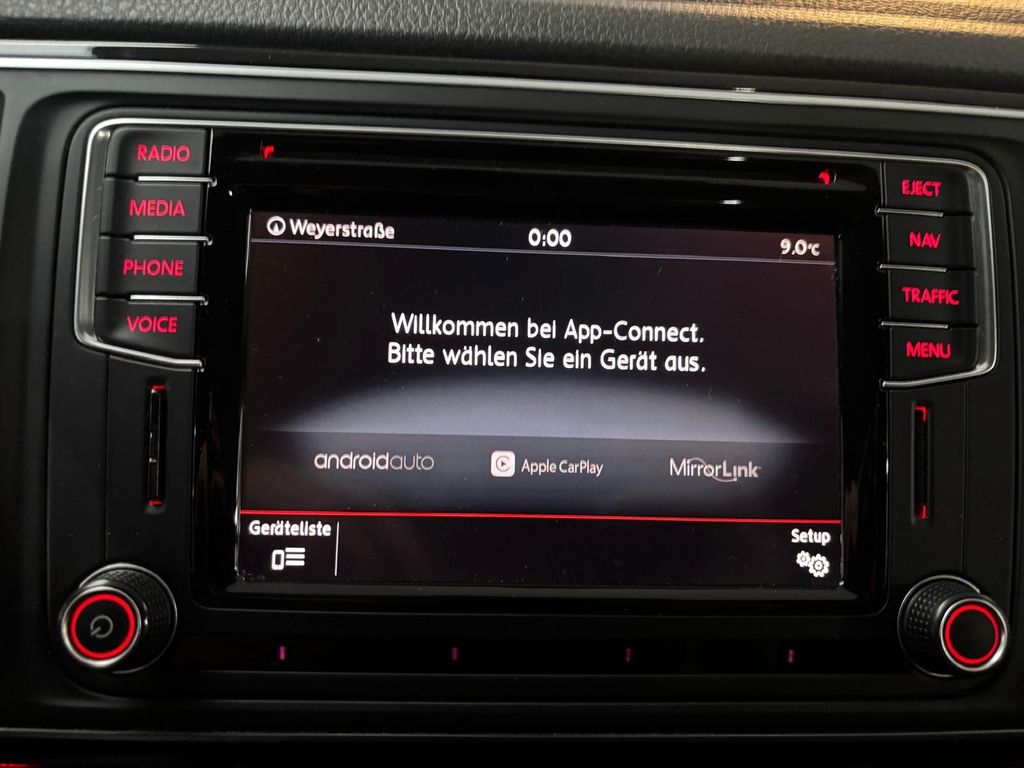 RADIO
MEDIA
PHONE
VOICE
EJECT
NAV
TRAFFIC
MENU
Weyerstraße 0:00 9.0°C
Willkommen bei App-Connect.
Bitte wählen Sie ein Gerät aus.
androidauto Apple CarPlay MirrorLink
Geräteliste Setup